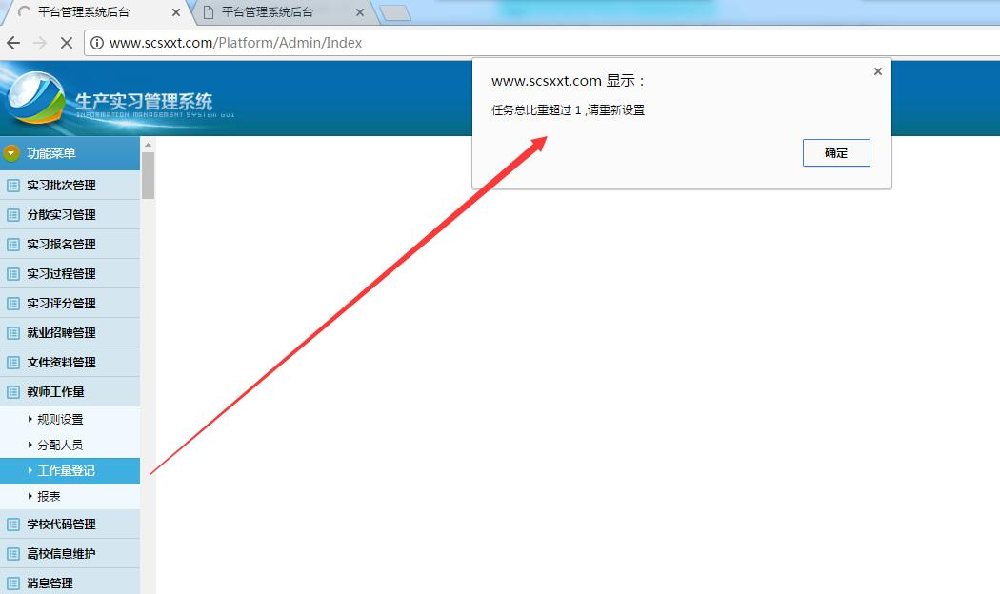 平台管理系统后台
平台管理系统后台
www.scsxxt.com/Platform/Admin/Index
www.scsxxt.com 显示：
任务总比重超过 1 ,请重新设置
确定
生产实习管理系统
INFORMATION MANAGEMENT SYSTEM GUI
功能菜单
实习批次管理
分散实习管理
实习报名管理
实习过程管理
实习评分管理
就业招聘管理
文件资料管理
教师工作量
规则设置
分配人员
工作量登记
报表
学校代码管理
高校信息维护
消息管理